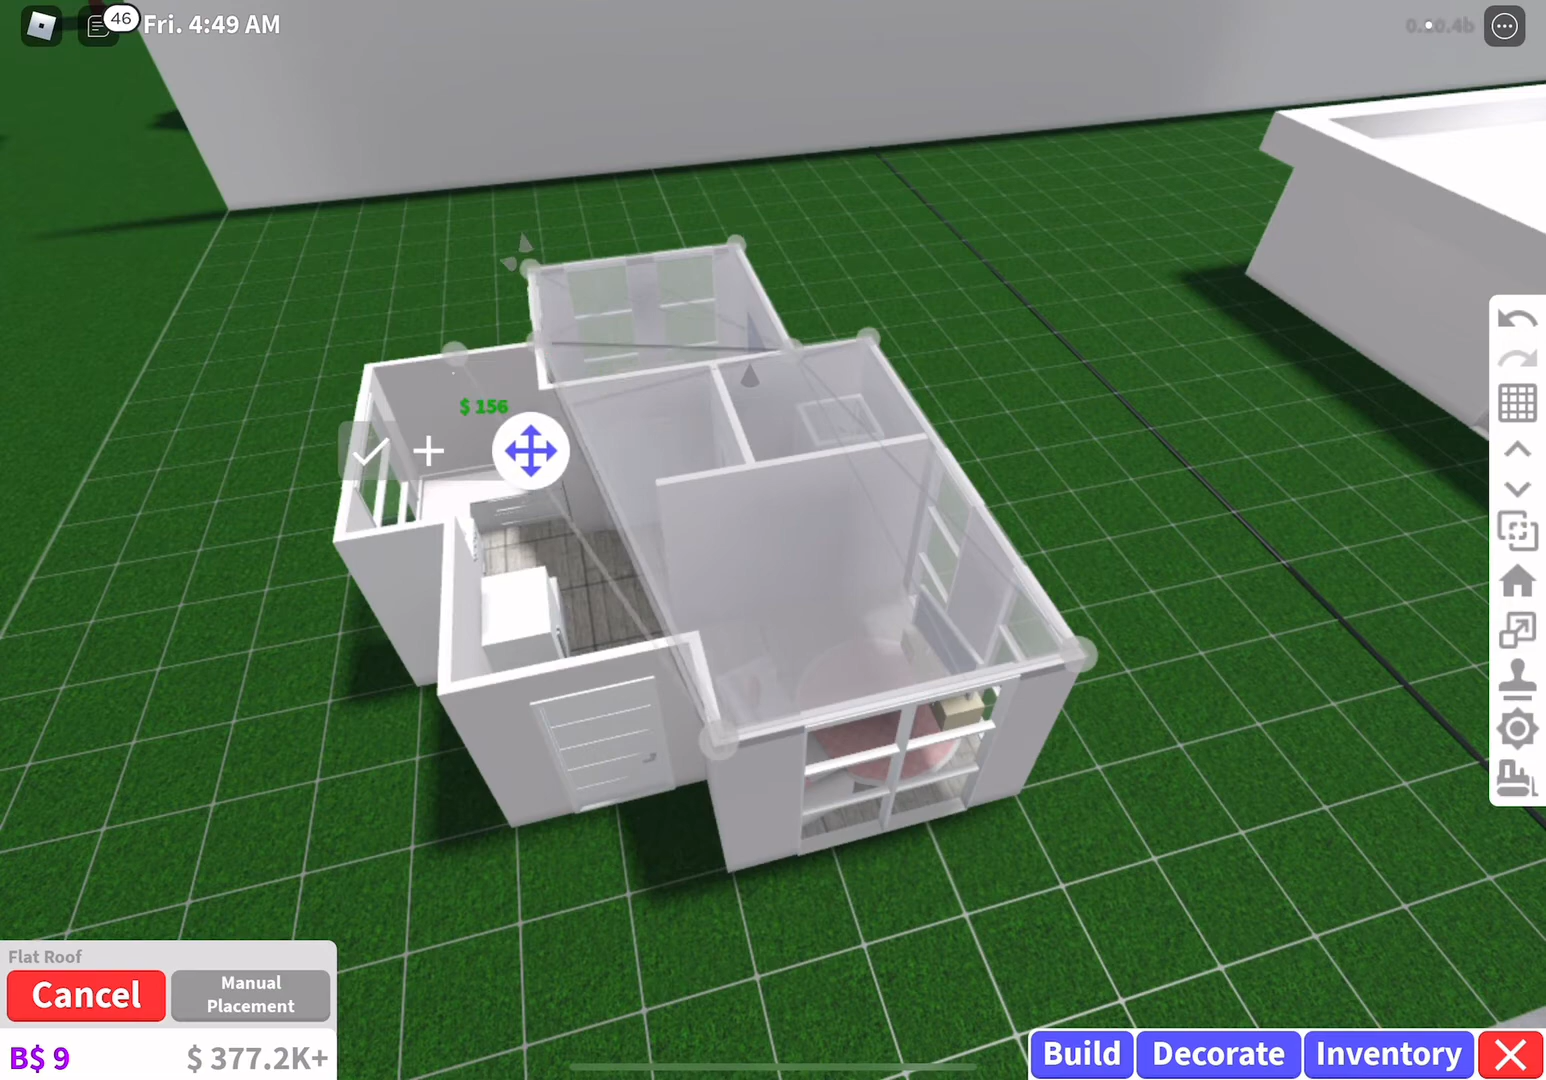 46
Fri. 4:49 AM
$ 156
Flat Roof
Cancel
Manual
Placement
B$ 9
$ 377.2K+
Build
Decorate
Inventory